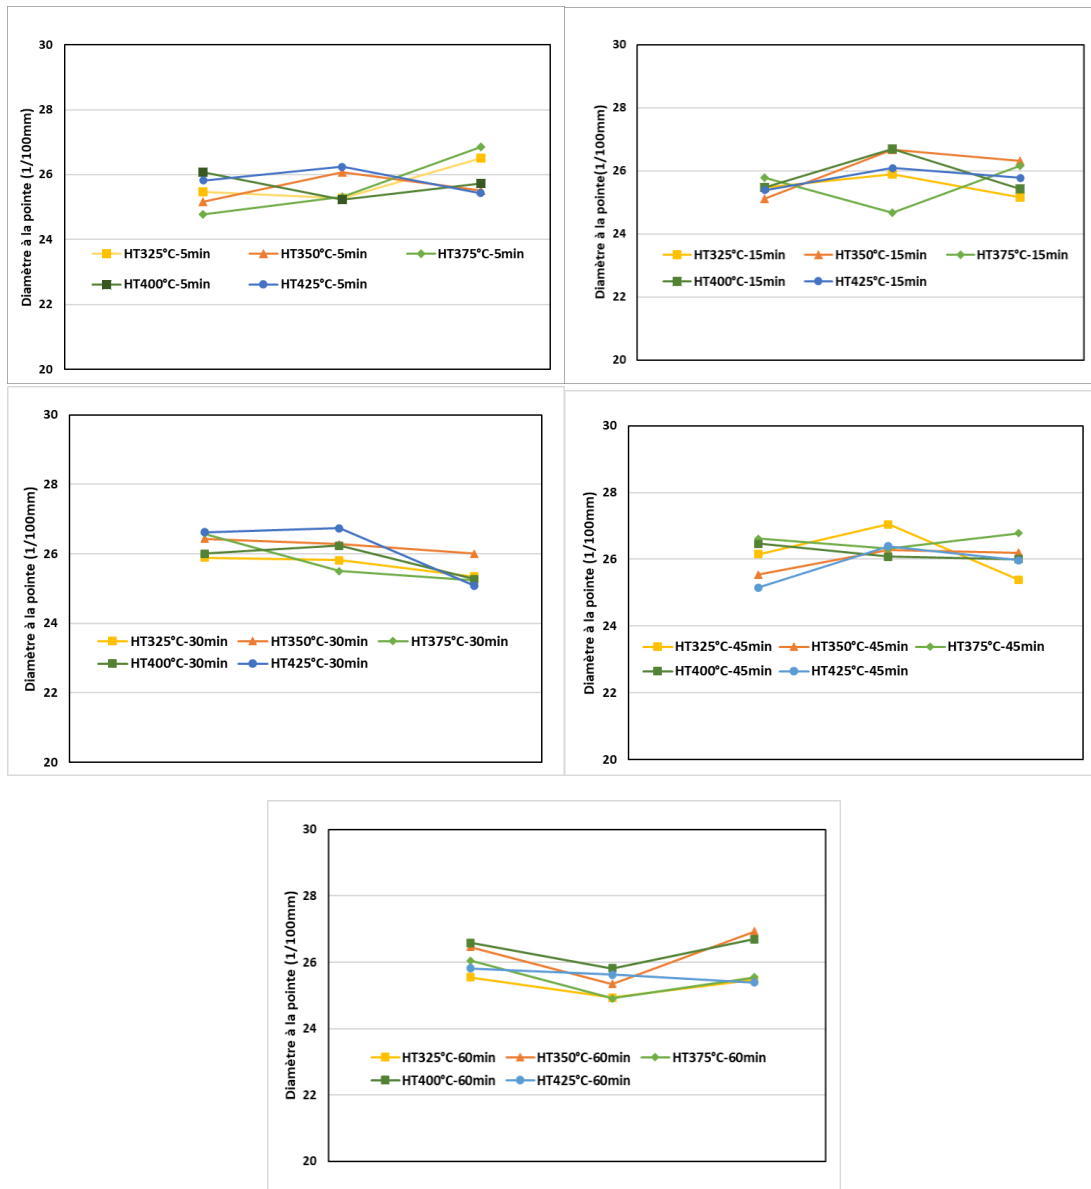 30
28
26
24
22
20
Diamètre à la pointe (1/100mm)
HT325°C-5min HT350°C-5min HT375°C-5min
HT400°C-5min HT425°C-5min
30
28
26
24
22
20
Diamètre à la pointe(1/100mm)
HT325°C-15min HT350°C-15min HT375°C-15min
HT400°C-15min HT425°C-15min
30
28
26
24
22
20
Diamètre à la pointe (1/100mm)
HT325°C-30min HT350°C-30min HT375°C-30min
HT400°C-30min HT425°C-30min
30
28
26
24
22
20
Diamètre à la pointe (1/100mm)
HT325°C-45min HT350°C-45min HT375°C-45min
HT400°C-45min HT425°C-45min
30
28
26
24
22
20
Diamètre à la pointe (1/100mm)
HT325°C-60min HT350°C-60min HT375°C-60min
HT400°C-60min HT425°C-60min